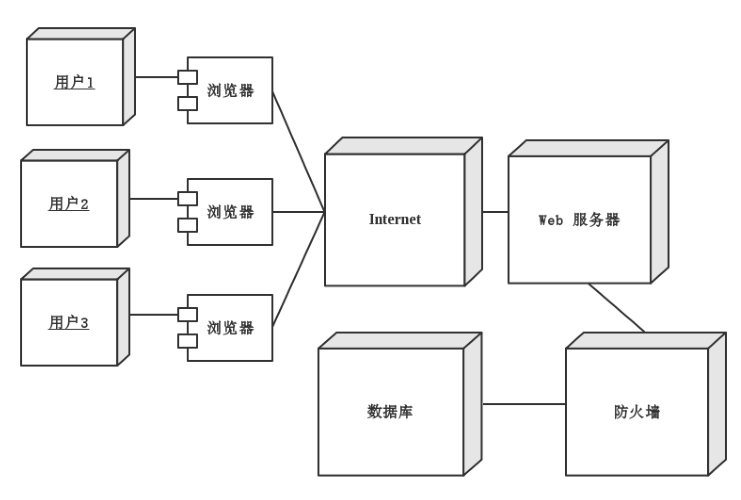 用户1
浏览器
用户2
浏览器
Internet
Web 服务器
用户3
浏览器
数据库
防火墙